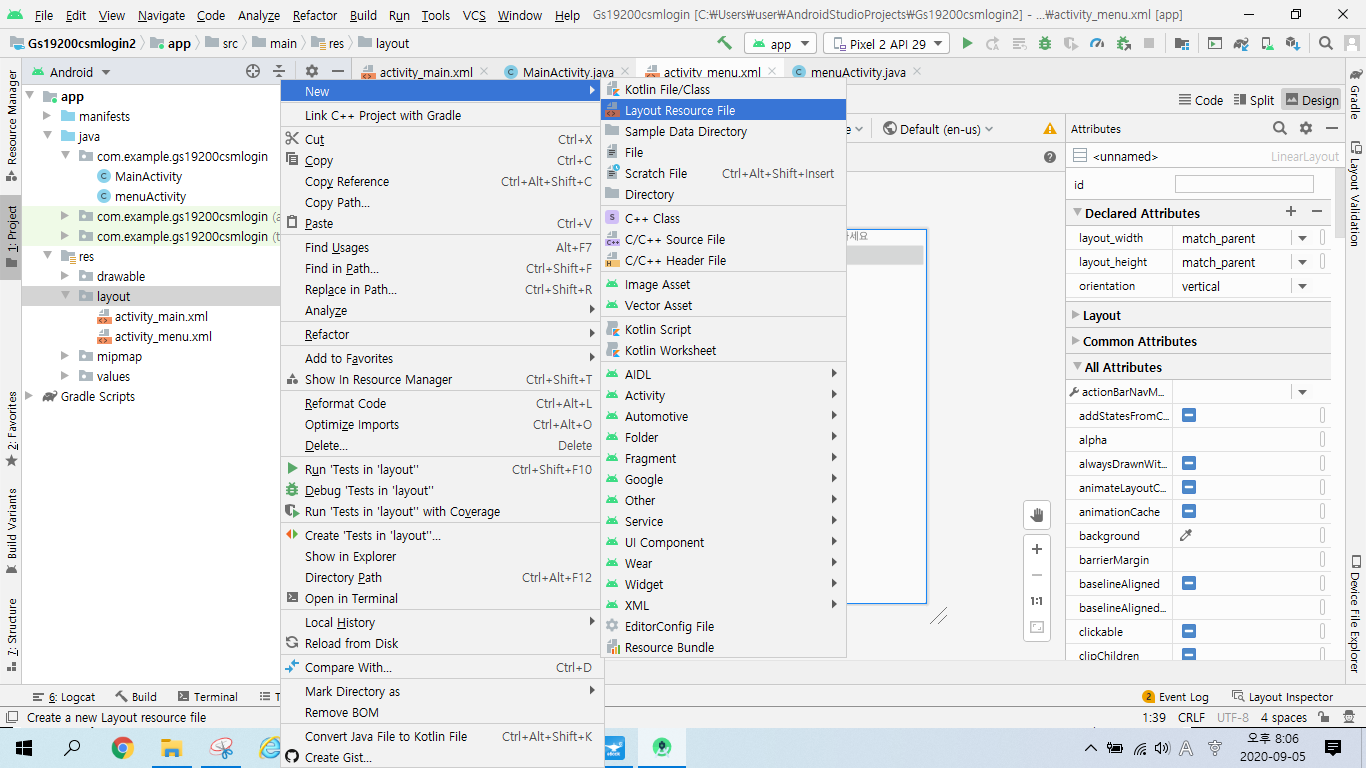 File Edit View Navigate Code Analyze Refactor Build Run Tools VCS Window Help Gs19200csmlogin [C:₩Users₩user₩AndroidStudioProjects₩Gs19200csmlogin2] - ...₩activity_menu.xml [app]
Gs19200csmlogin2 app src main res layout
app Pixel 2 API 29
Android
activity_main.xml MainActivity.java activity_menu.xml menuActivity.java
Resource Manager
1: Project
2: Favorites
Build Variants
7: Structure
app
manifests
java
com.example.gs19200csmlogin
MainActivity
menuActivity
com.example.gs19200csmlogin
com.example.gs19200csmlogin
res
drawable
layout
activity_main.xml
activity_menu.xml
mipmap
values
Gradle Scripts
New
Link C++ Project with Gradle
Cut Ctrl+X
Copy Ctrl+C
Copy Reference Ctrl+Alt+Shift+C
Copy Path...
Paste Ctrl+V
Find Usages Alt+F7
Find in Path... Ctrl+Shift+F
Replace in Path... Ctrl+Shift+R
Analyze
Refactor
Add to Favorites
Show In Resource Manager Ctrl+Shift+T
Reformat Code Ctrl+Alt+L
Optimize Imports Ctrl+Alt+O
Delete... Delete
Run 'Tests in 'layout'' Ctrl+Shift+F10
Debug 'Tests in 'layout''
Run 'Tests in 'layout'' with Coverage
Create 'Tests in 'layout''...
Show in Explorer
Directory Path Ctrl+Alt+F12
Open in Terminal
Local History
Reload from Disk
Compare With... Ctrl+D
Mark Directory as
Remove BOM
Convert Java File to Kotlin File Ctrl+Alt+Shift+K
Create Gist...
Kotlin File/Class
Layout Resource File
Sample Data Directory
File
Scratch File Ctrl+Alt+Shift+Insert
Directory
C++ Class
C/C++ Source File
C/C++ Header File
Image Asset
Vector Asset
Kotlin Script
Kotlin Worksheet
AIDL
Activity
Automotive
Folder
Fragment
Google
Other
Service
UI Component
Wear
Widget
XML
EditorConfig File
Resource Bundle
Code Split Design
Default (en-us)
세요
1:1
Attributes
<unnamed> LinearLayout
id
Declared Attributes
layout_width match_parent
layout_height match_parent
orientation vertical
Layout
Common Attributes
All Attributes
actionBarNavM...
addStatesFromC...
alpha
alwaysDrawnWit...
animateLayoutC...
animationCache
background
barrierMargin
baselineAligned
baselineAligned...
clickable
clipChildren
Gradle
Layout Validation
Device File Explorer
6: Logcat Build Terminal
2 Event Log Layout Inspector
Create a new Layout resource file
1:39 CRLF UTF-8 4 spaces
오후 8:06
2020-09-05